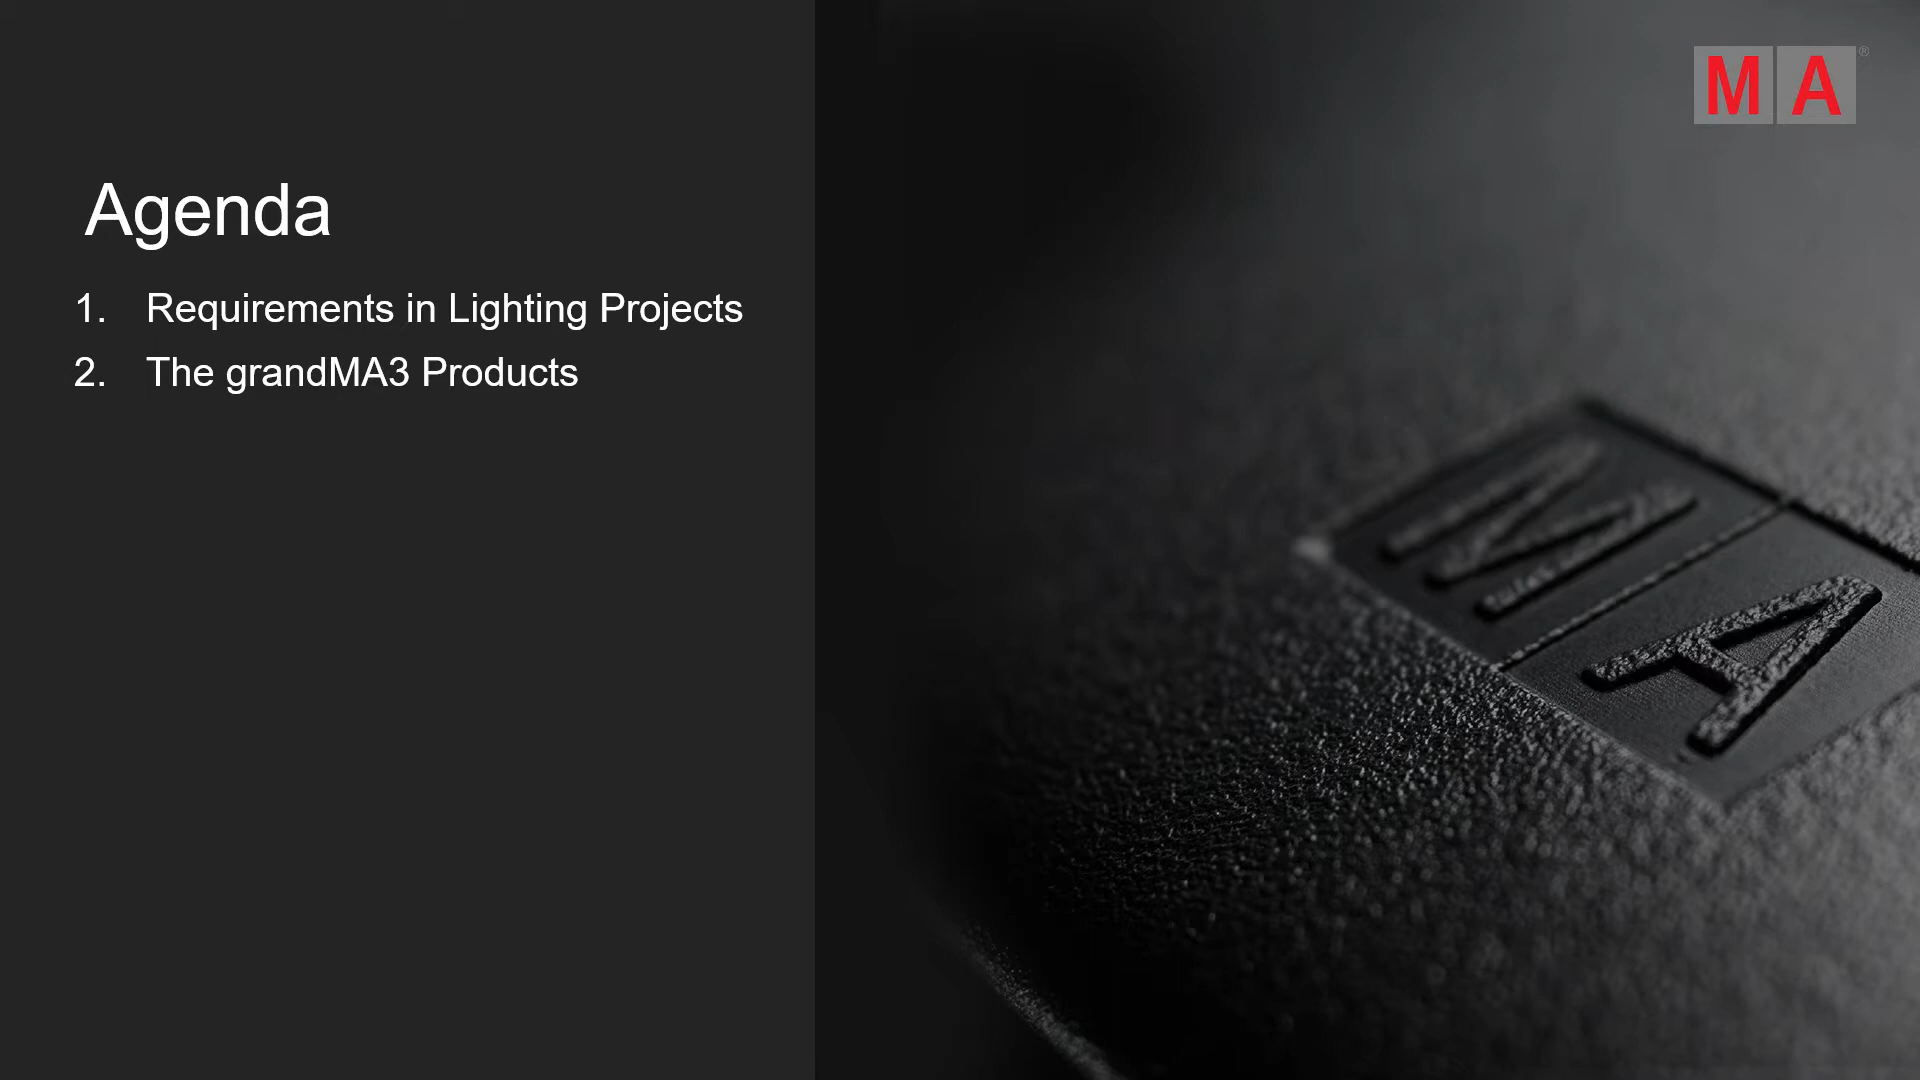 MA®
Agenda
1. Requirements in Lighting Projects
2. The grandMA3 Products
MA